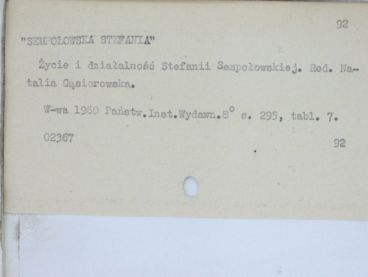 92
"SEMPOŁOWSKA STEFANIA"
Życie i działalność Stefanii Sempołowskiej. Red. Na-
talia Gąsiorowska.
W-wa 1960 Państw.Inst.Wydawn.8° s. 295, tabl. 7.
02367
92